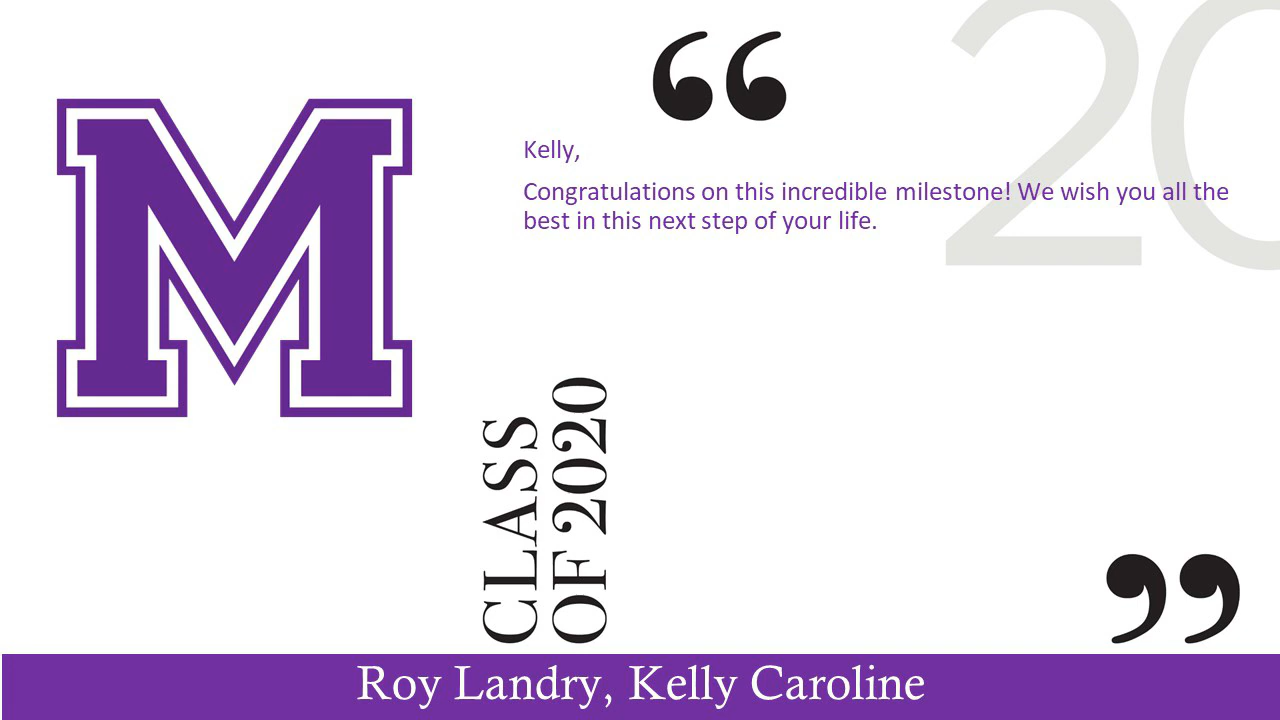 M
20
“
Kelly,
Congratulations on this incredible milestone! We wish you all the
best in this next step of your life.
CLASS
OF 2020
”
Roy Landry, Kelly Caroline